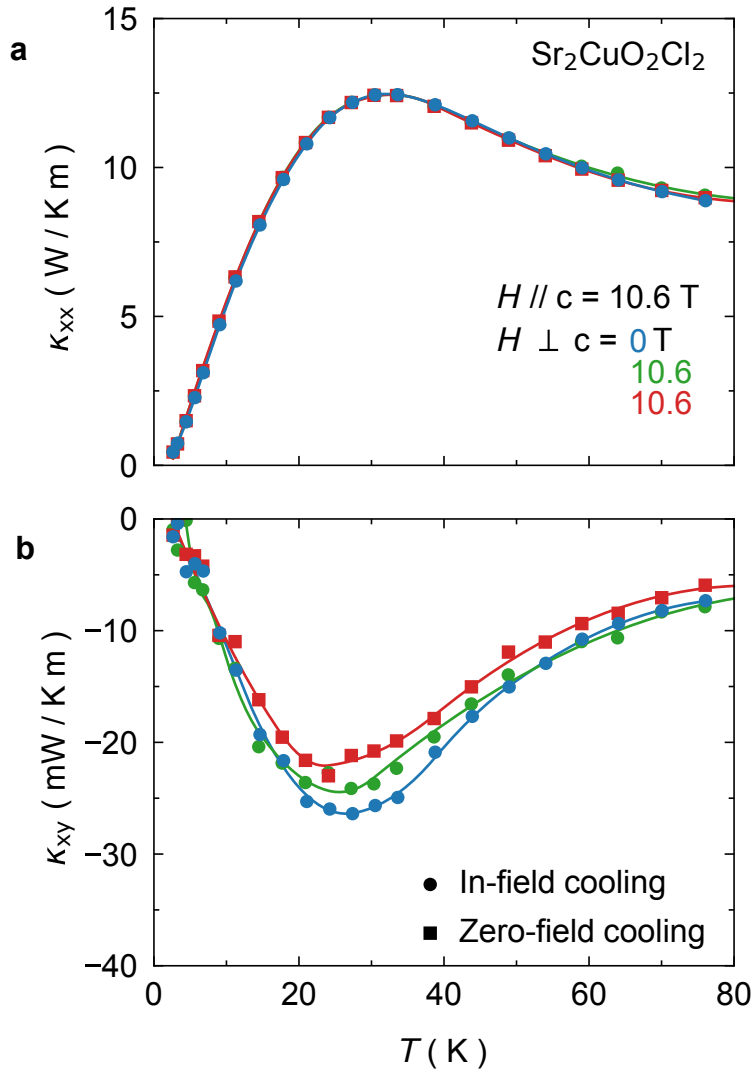 a
Sr₂CuO₂Cl₂
15
10
5
0
κxx ( W / K m )
H // c = 10.6 T
H ⊥ c = 0 T
10.6
10.6
b
0
−10
−20
−30
−40
κxy ( mW / K m )
In-field cooling
Zero-field cooling
0 20 40 60 80
T ( K )